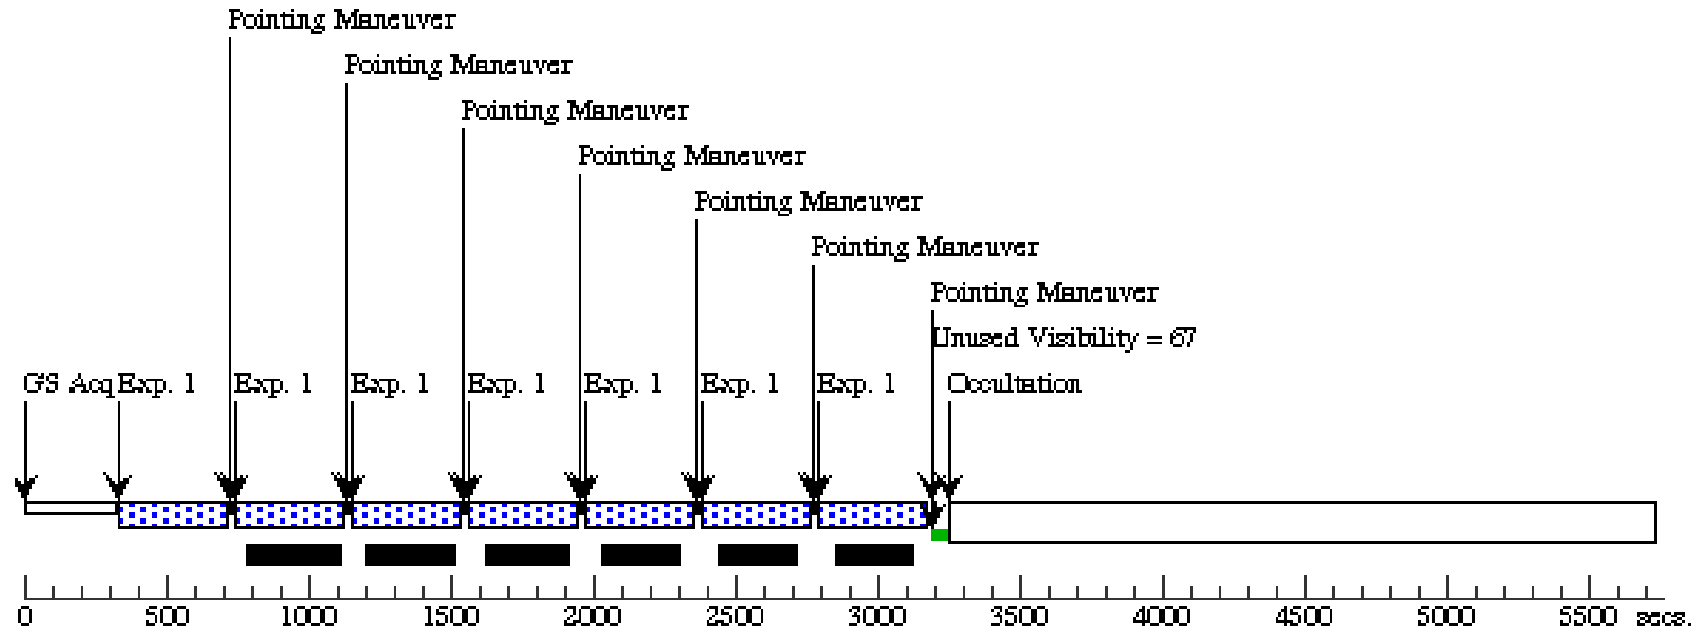 Pointing Maneuver
Pointing Maneuver
Pointing Maneuver
Pointing Maneuver
Pointing Maneuver
Pointing Maneuver
Pointing Maneuver
Unused Visibility = 67
GS Acq Exp. 1 Exp. 1 Exp. 1 Exp. 1 Exp. 1 Exp. 1 Exp. 1 Occultation
0 500 1000 1500 2000 2500 3000 3500 4000 4500 5000 5500 secs.